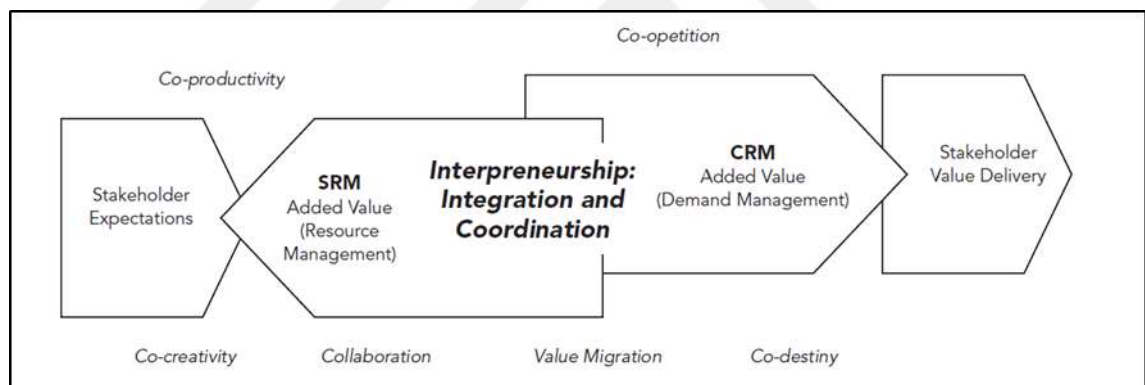 Co-opetition
Co-productivity
Stakeholder
Expectations
SRM
Added Value
(Resource
Management)
Interpreneurship:
Integration and
Coordination
CRM
Added Value
(Demand Management)
Stakeholder
Value Delivery
Co-creativity
Collaboration
Value Migration
Co-destiny